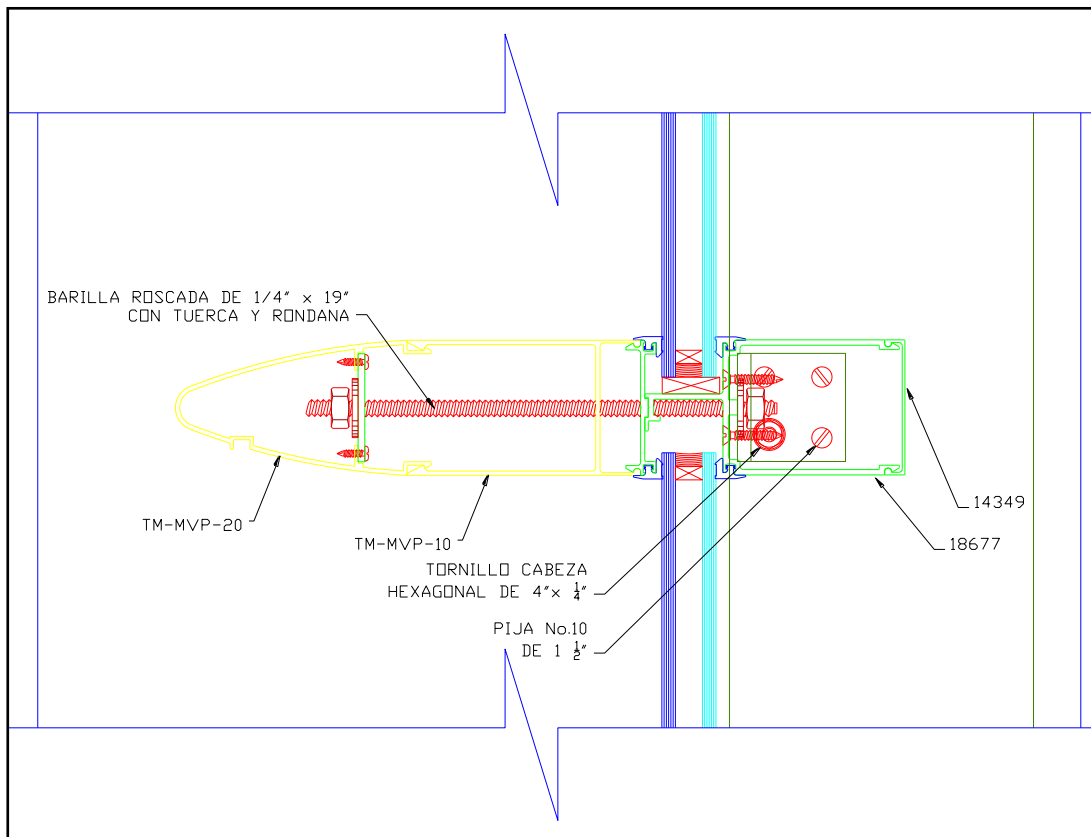 BARILLA ROSCADA DE 1/4" x 19"
CON TUERCA Y RONDANA
TM-MVP-20
TM-MVP-10
TORNILLO CABEZA
HEXAGONAL DE 4"x 1/4"
PIJA No.10
DE 1 1/2"
14349
18677